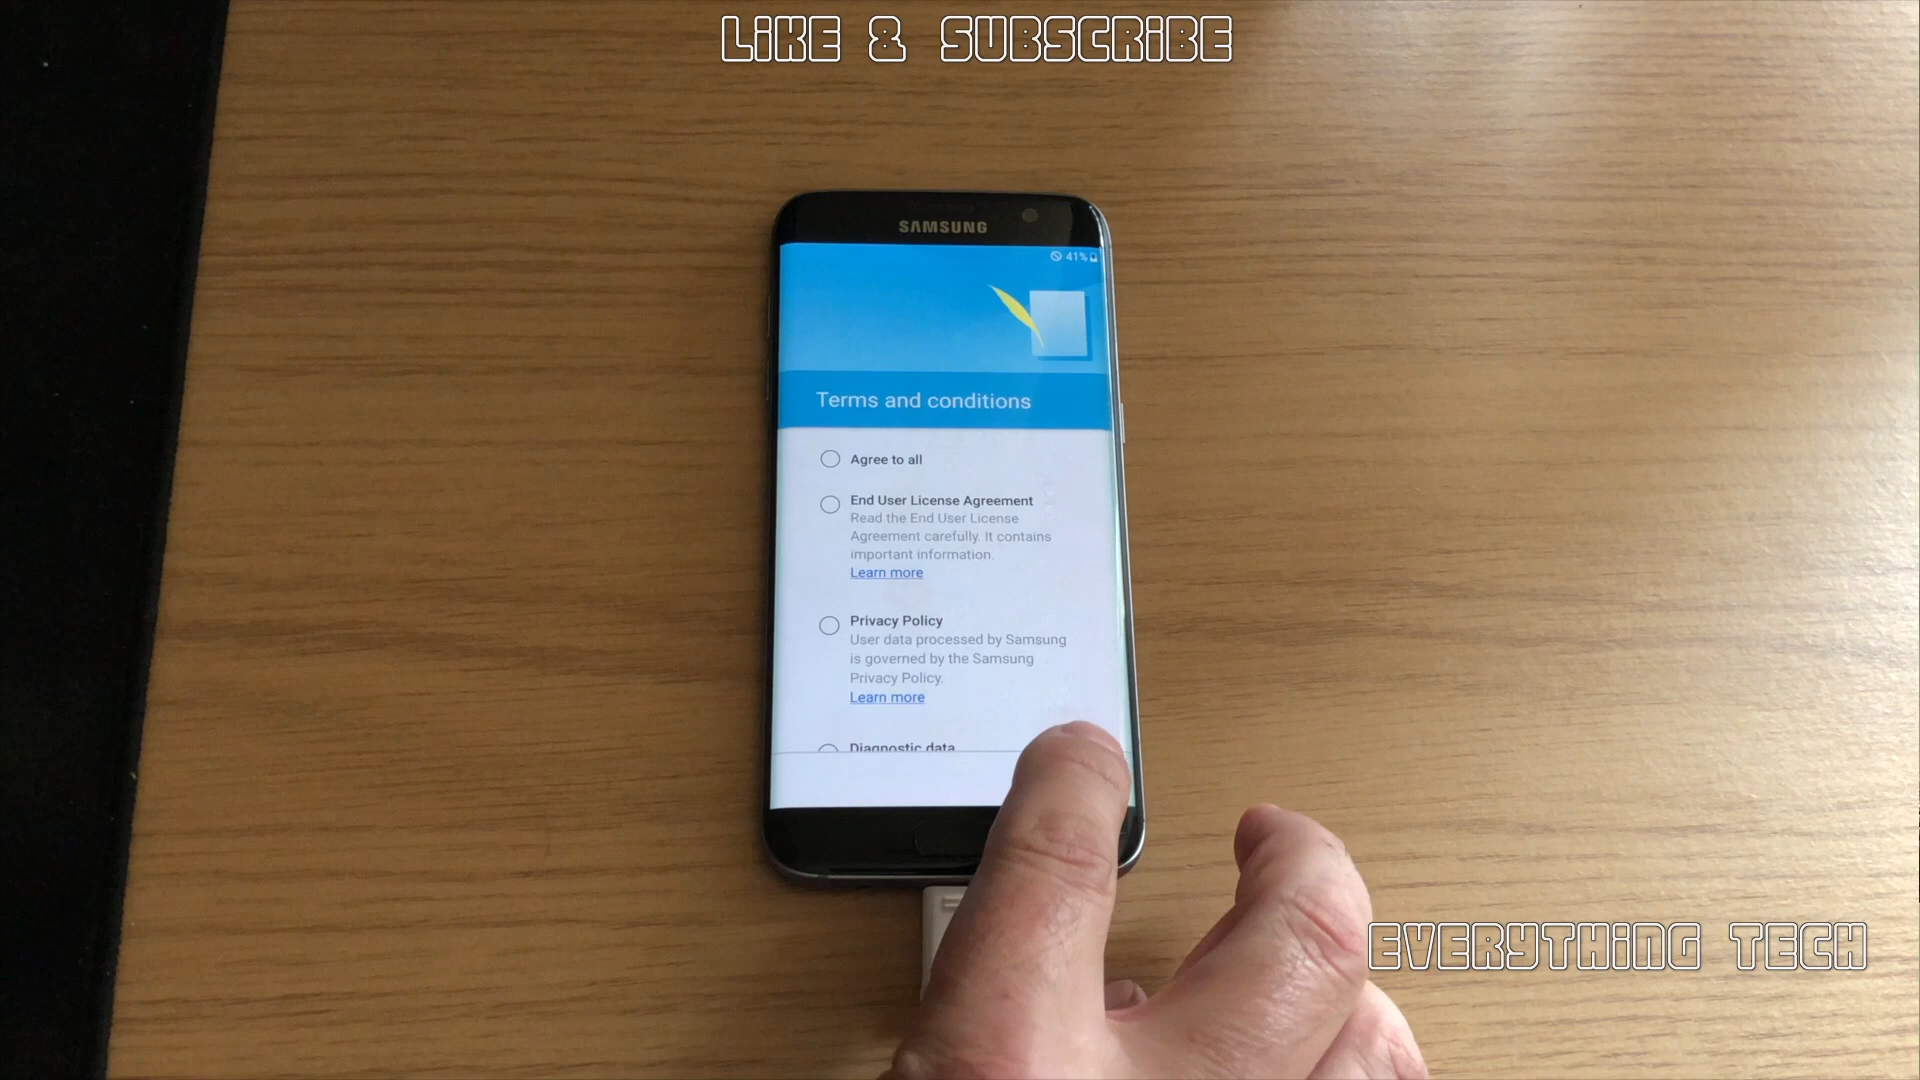 LiKE & SUBSCRiBE
SAMSUNG
41%
Terms and conditions
Agree to all
End User License Agreement
Read the End User License
Agreement carefully. It contains
important information.
Learn more
Privacy Policy
User data processed by Samsung
is governed by the Samsung
Privacy Policy.
Learn more
Diagnostic data
EVERYTHING TECH